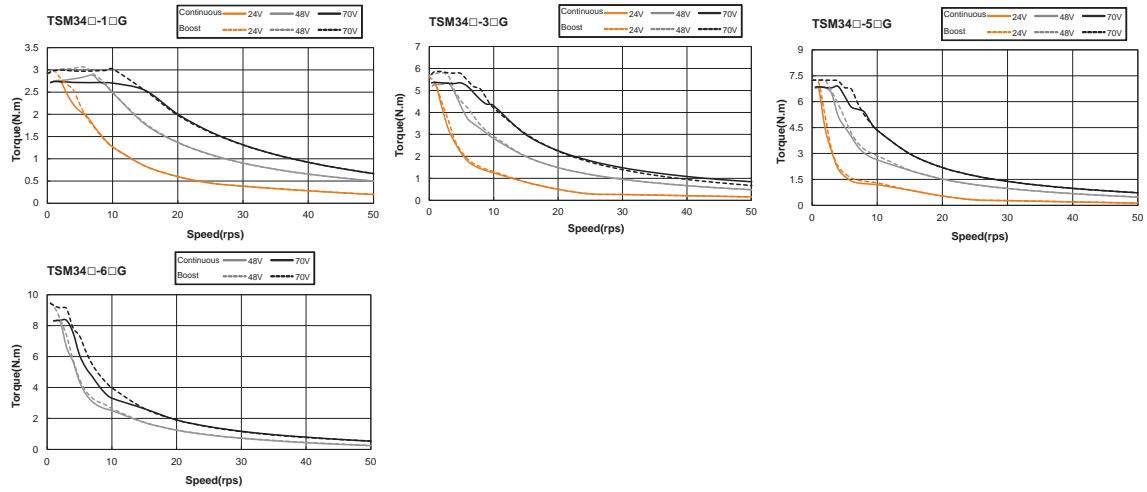 TSM34□-1□G
Continuous 24V 48V 70V
Boost 24V 48V 70V
Torque(N.m)
3.5
3
2.5
2
1.5
1
0.5
0
0 10 20 30 40 50
Speed(rps)
TSM34□-3□G
Continuous 24V 48V 70V
Boost 24V 48V 70V
Torque(N.m)
7
6
5
4
3
2
1
0
0 10 20 30 40 50
Speed(rps)
TSM34□-5□G
Continuous 24V 48V 70V
Boost 24V 48V 70V
Torque(N.m)
9
7.5
6
4.5
3
1.5
0
0 10 20 30 40 50
Speed(rps)
TSM34□-6□G
Continuous 48V 70V
Boost 48V 70V
Torque(N.m)
10
8
6
4
2
0
0 10 20 30 40 50
Speed(rps)